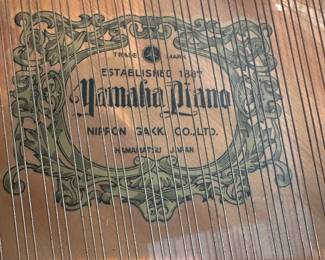 TRADE MARK
ESTABLISHED 1887
Yamaha Piano
NIPPON GAKKI CO., LTD.
HAMAMATSU JAPAN